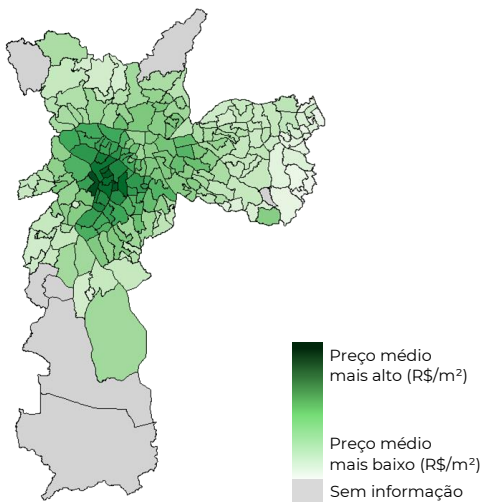 Preço médio
mais alto (R$/m²)
Preço médio
mais baixo (R$/m²)
Sem informação